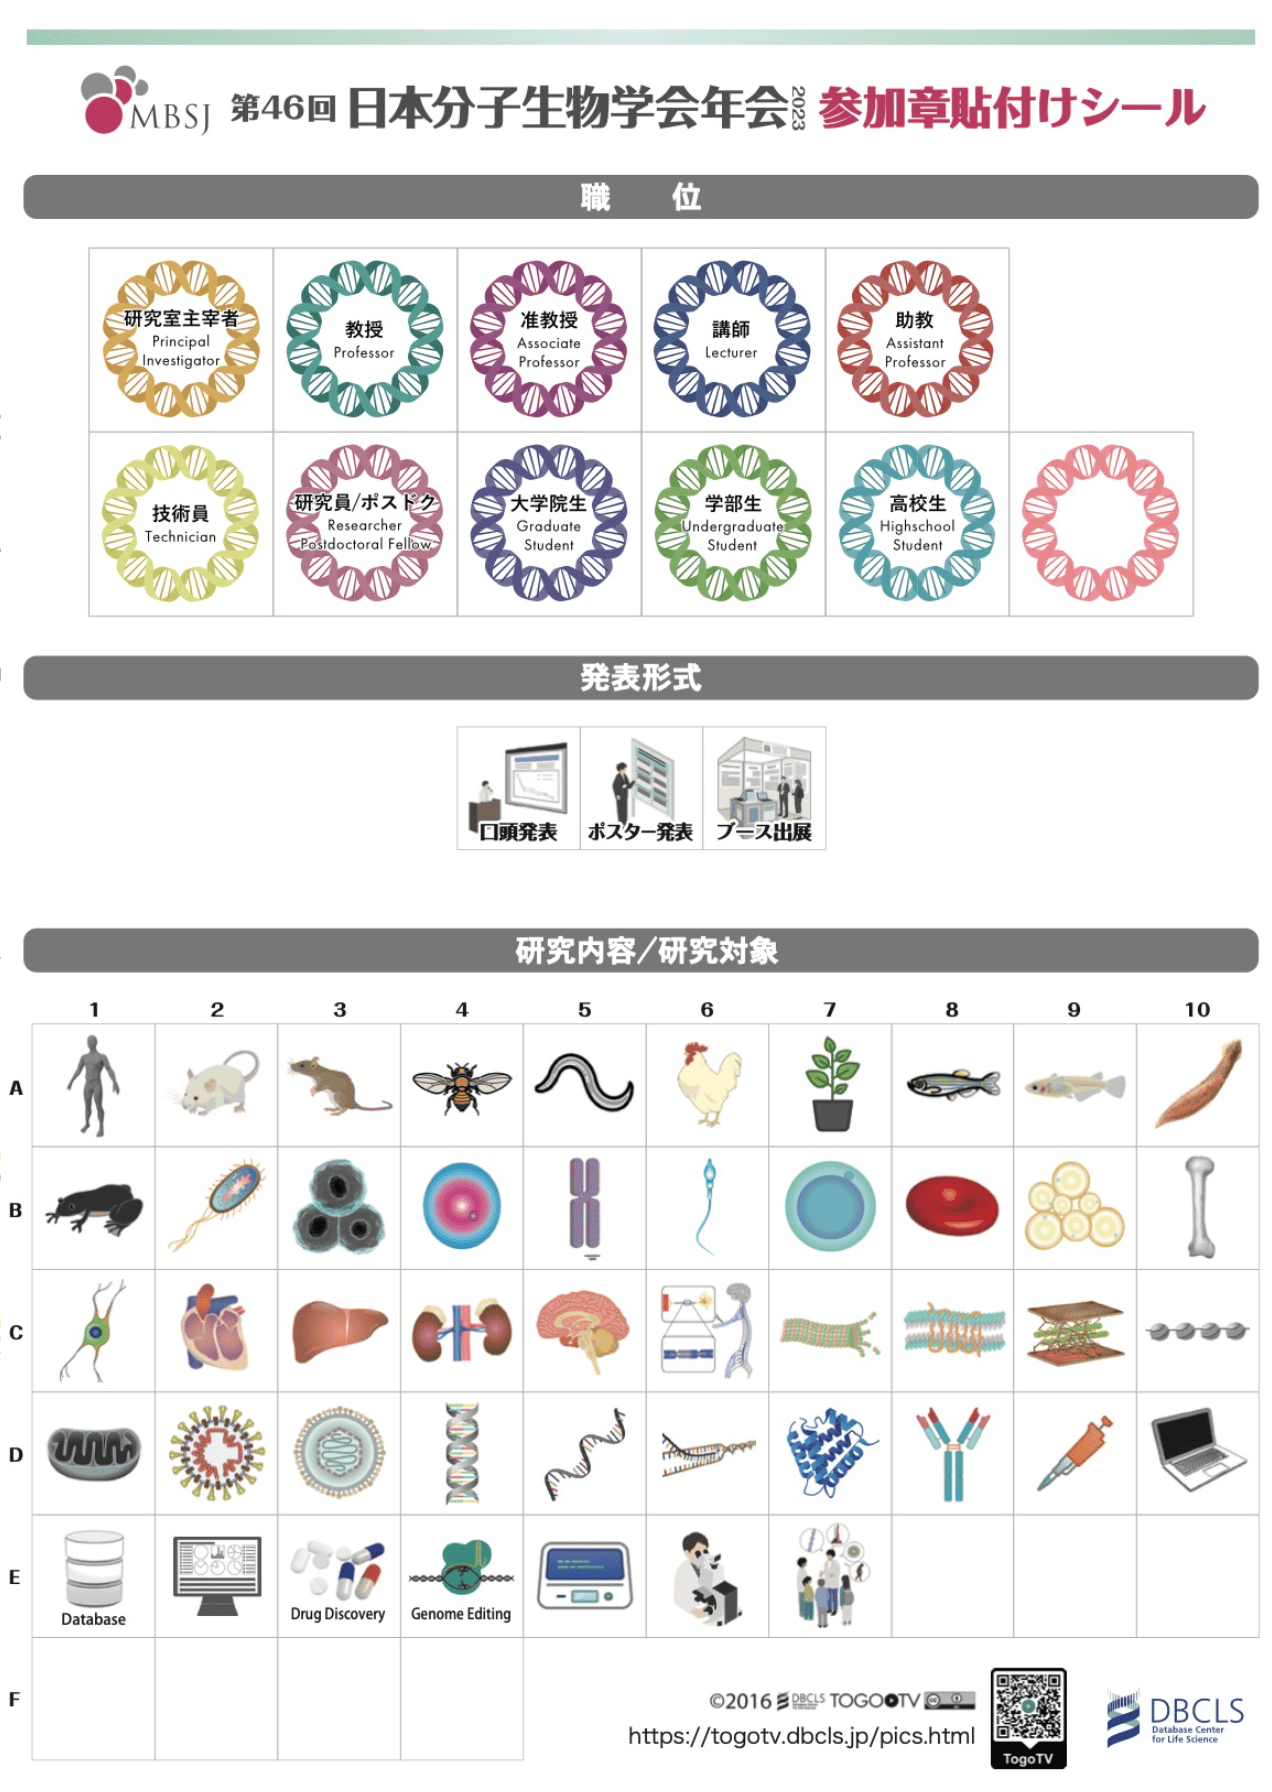 MBSJ 第46回 日本分子生物学会年会 2023 参加章貼付けシール
職 位
研究室主宰者
Principal
Investigator
教授
Professor
准教授
Associate
Professor
講師
Lecturer
助教
Assistant
Professor
技術員
Technician
研究員/ポスドク
Researcher
Postdoctoral Fellow
大学院生
Graduate
Student
学部生
Undergraduate
Student
高校生
Highschool
Student
発表形式
口頭発表
ポスター発表
ブース出展
研究内容/研究対象
1 2 3 4 5 6 7 8 9 10
A
B
C
D
E
Database
Drug Discovery
Genome Editing
F
©2016 DBCLS TOGOTV
https://togotv.dbcls.jp/pics.html
TogoTV
DBCLS
Database Center
for Life Science